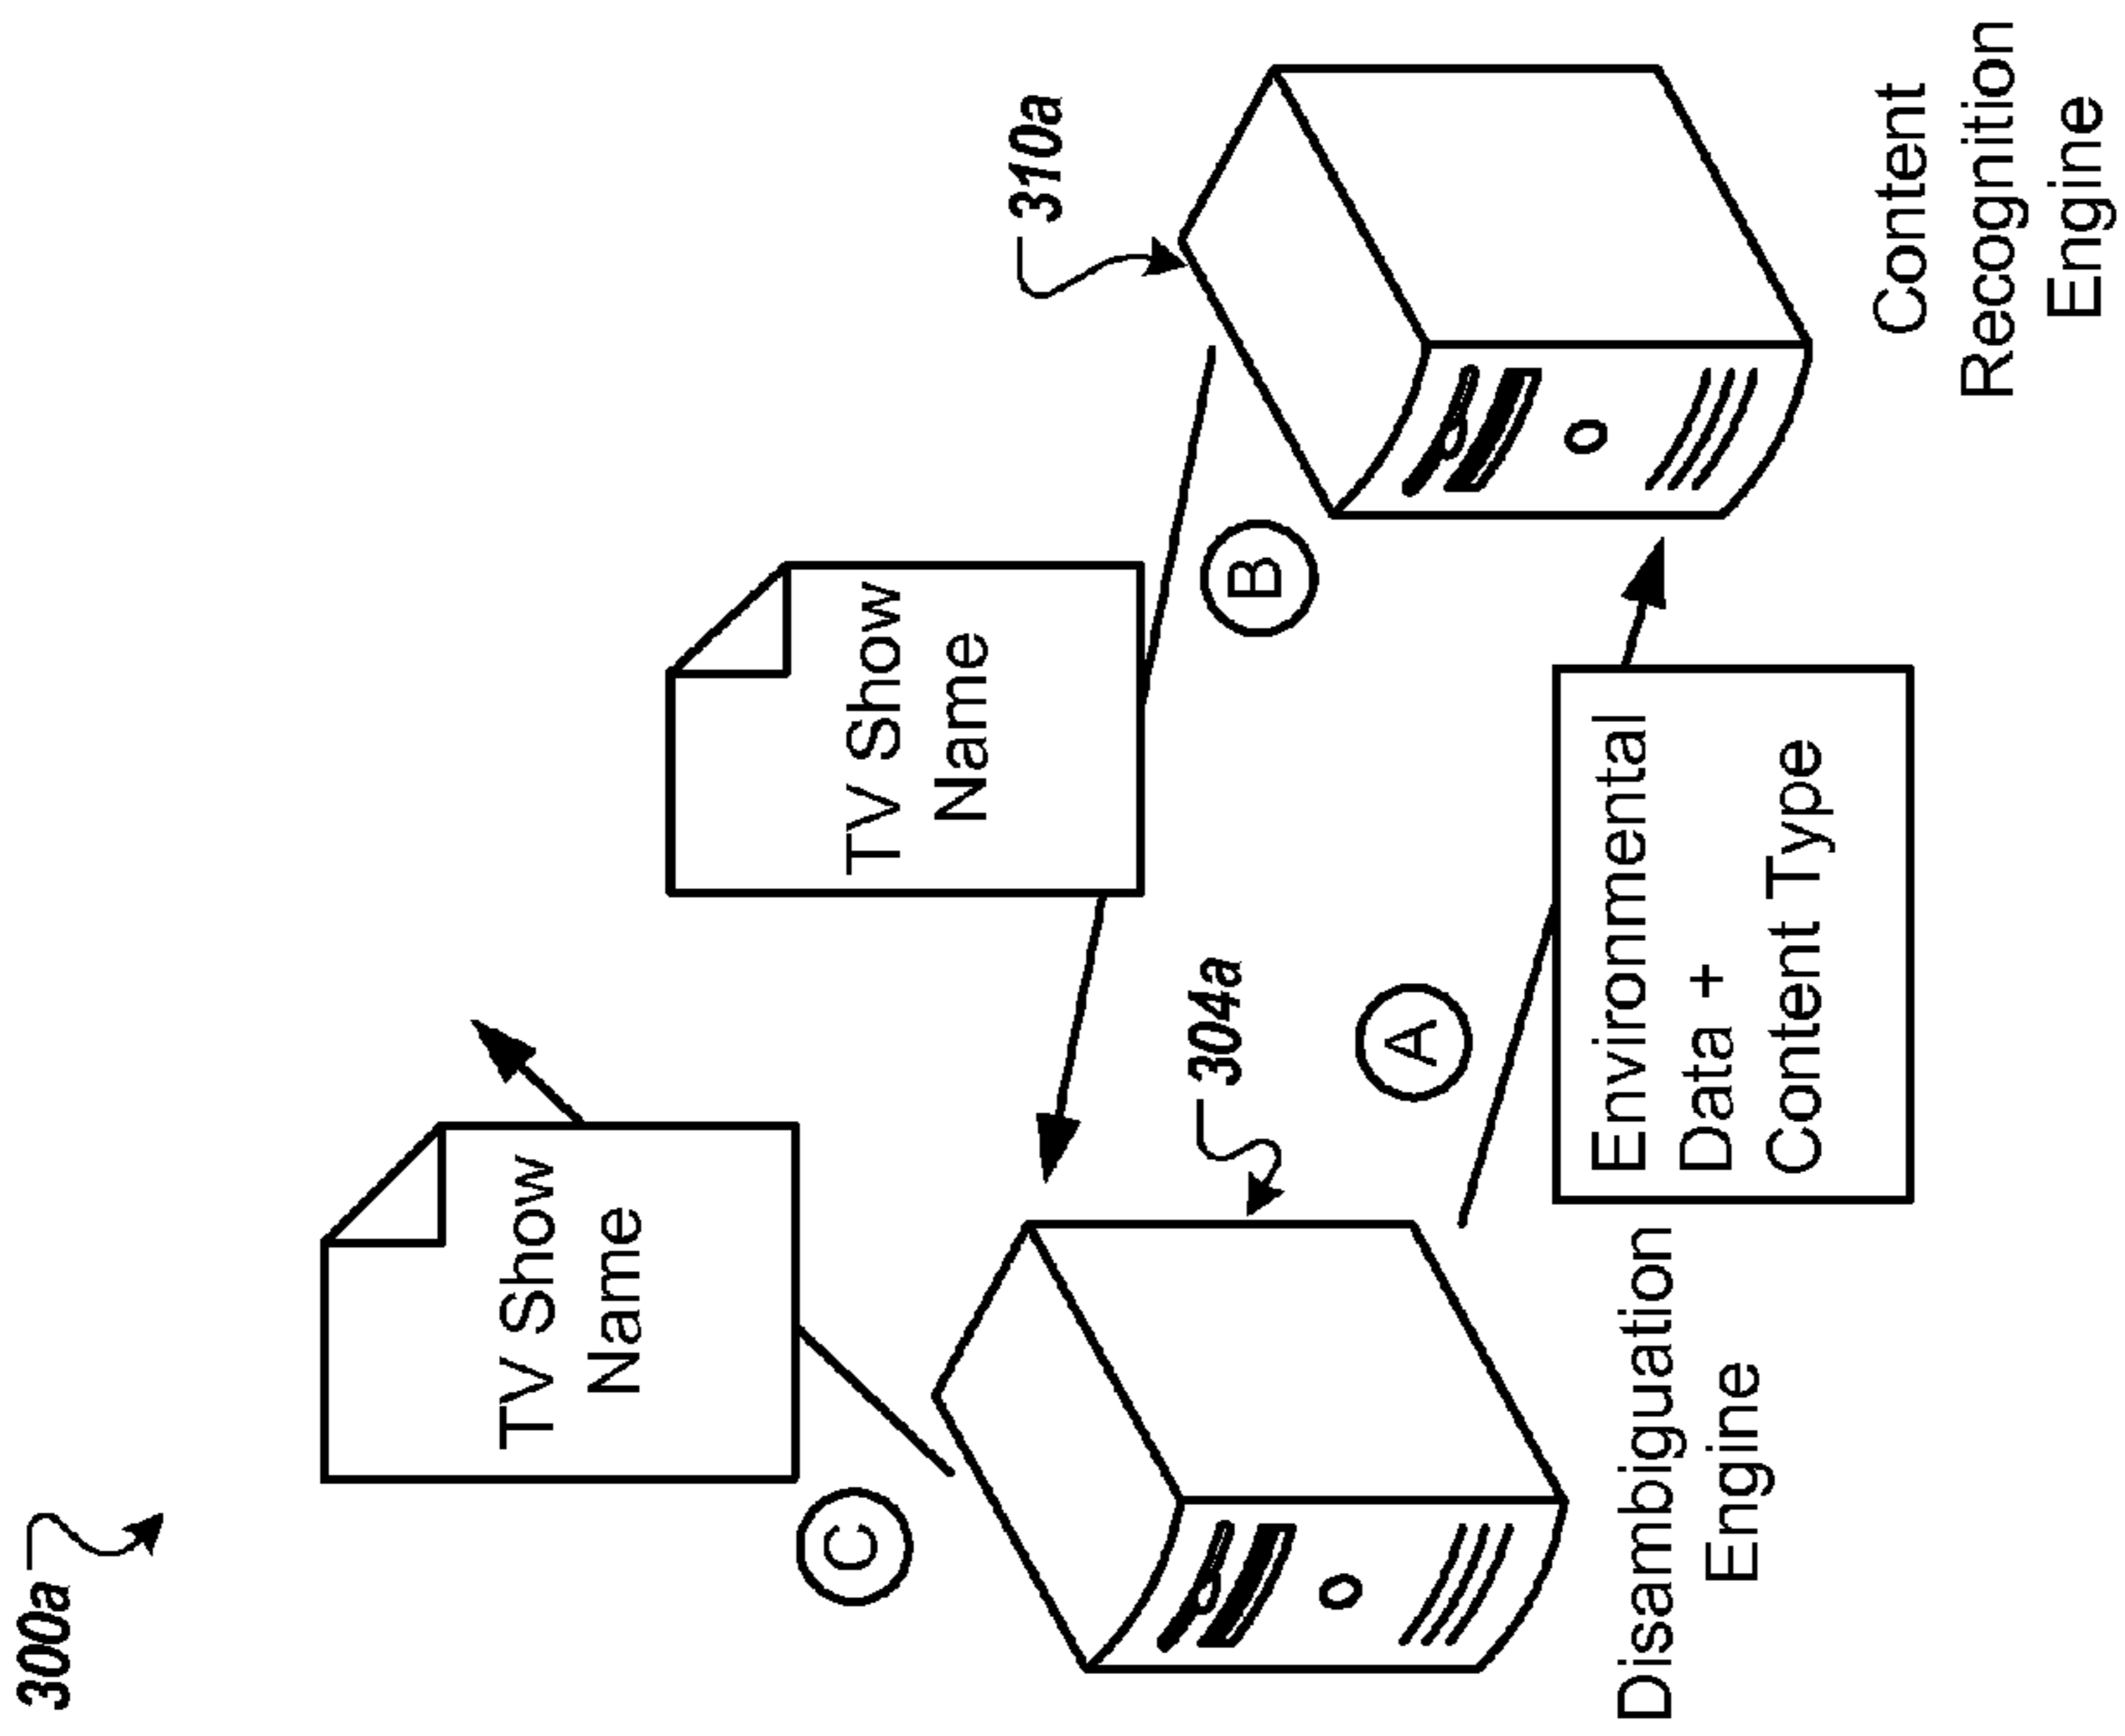 300a
TV Show
Name
C
TV Show
Name
310a
304a
B
A
Disambiguation
Engine
Environmental
Data +
Content Type
Content
Recognition
Engine